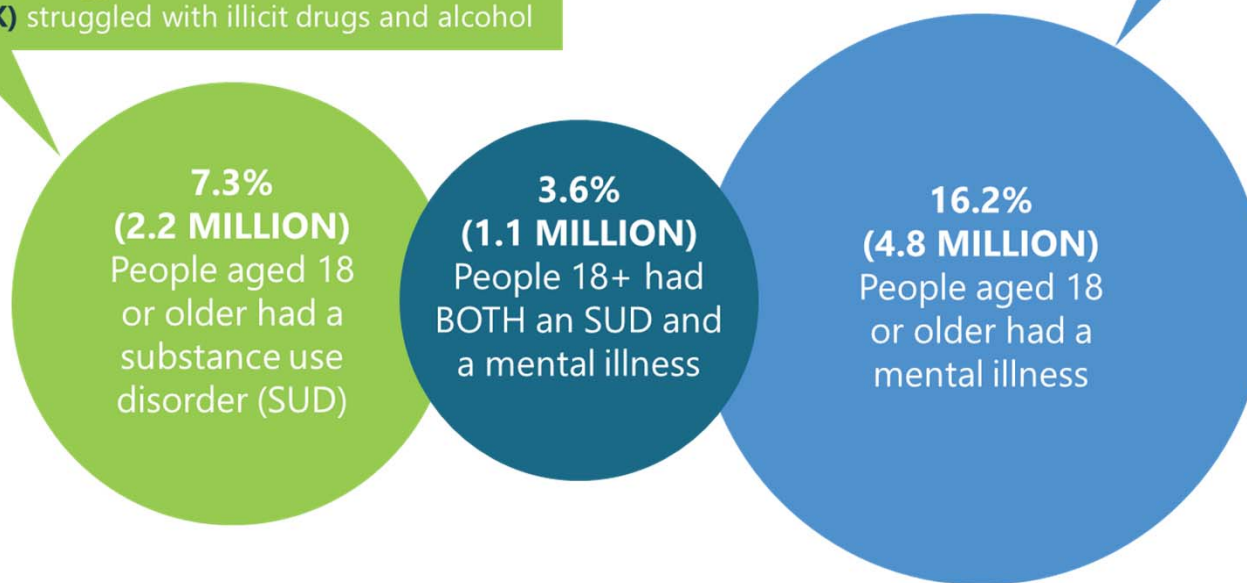 struggled with illicit drugs and alcohol
7.3%
(2.2 MILLION)
People aged 18
or older had a
substance use
disorder (SUD)
3.6%
(1.1 MILLION)
People 18+ had
BOTH an SUD and
a mental illness
16.2%
(4.8 MILLION)
People aged 18
or older had a
mental illness